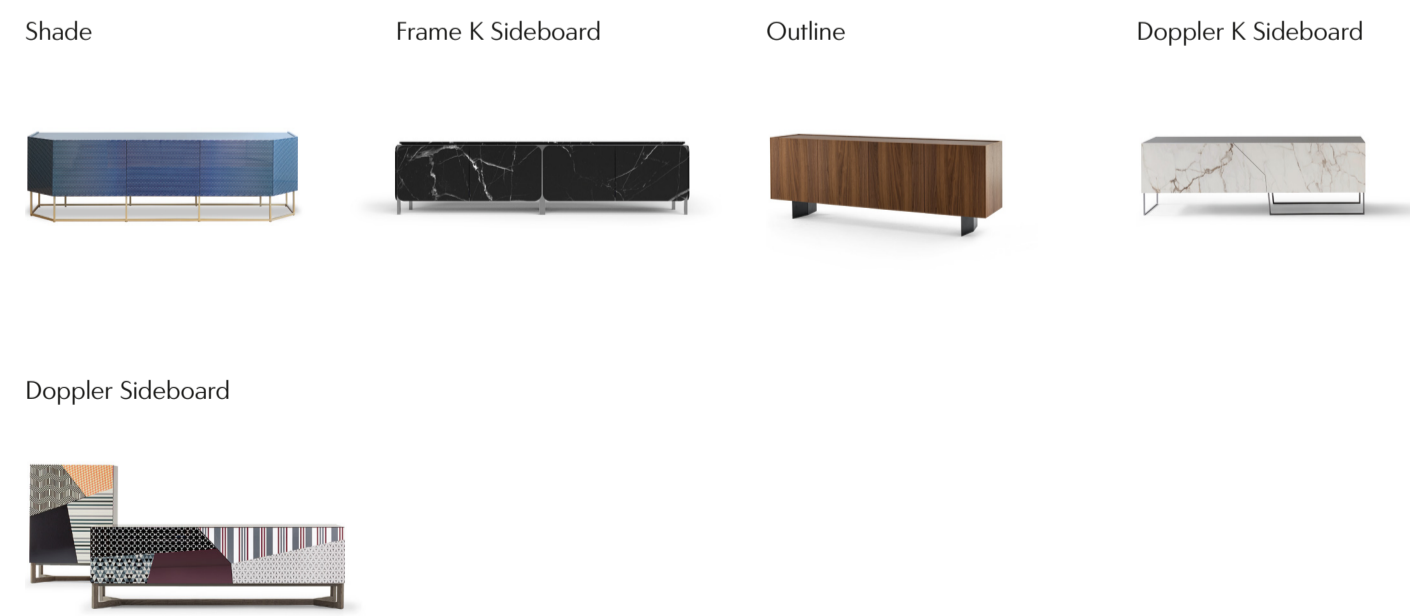 Shade
Frame K Sideboard
Outline
Doppler K Sideboard
Doppler Sideboard